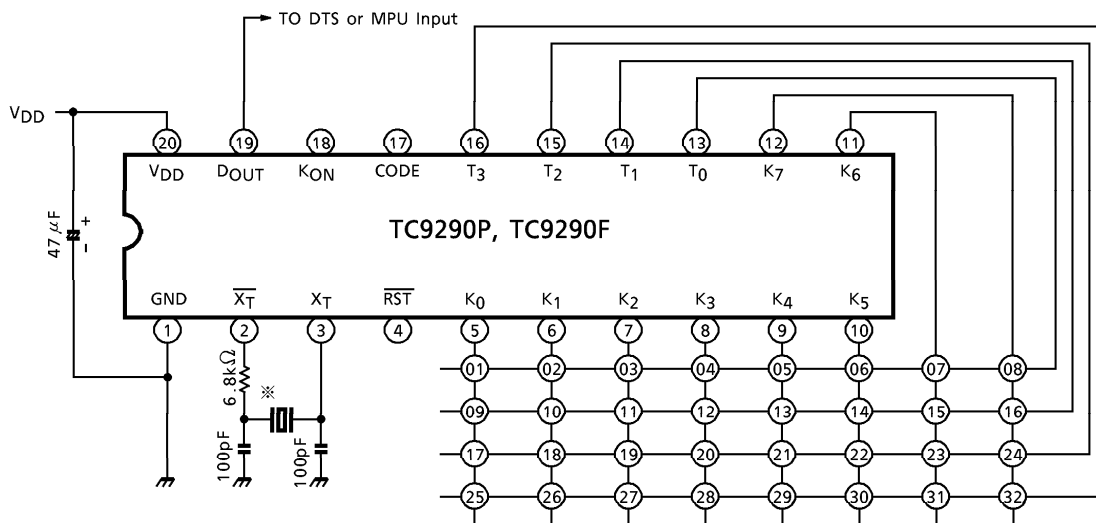 TO DTS or MPU Input
VDD
20 19 18 17 16 15 14 13 12 11
VDD DOUT KON CODE T3 T2 T1 T0 K7 K6
47 μF
+
-
TC9290P, TC9290F
GND X̅T̅ XT R̅S̅T̅ K0 K1 K2 K3 K4 K5
1 2 3 4 5 6 7 8 9 10
6.8kΩ
※
100pF 100pF
01 02 03 04 05 06 07 08
09 10 11 12 13 14 15 16
17 18 19 20 21 22 23 24
25 26 27 28 29 30 31 32